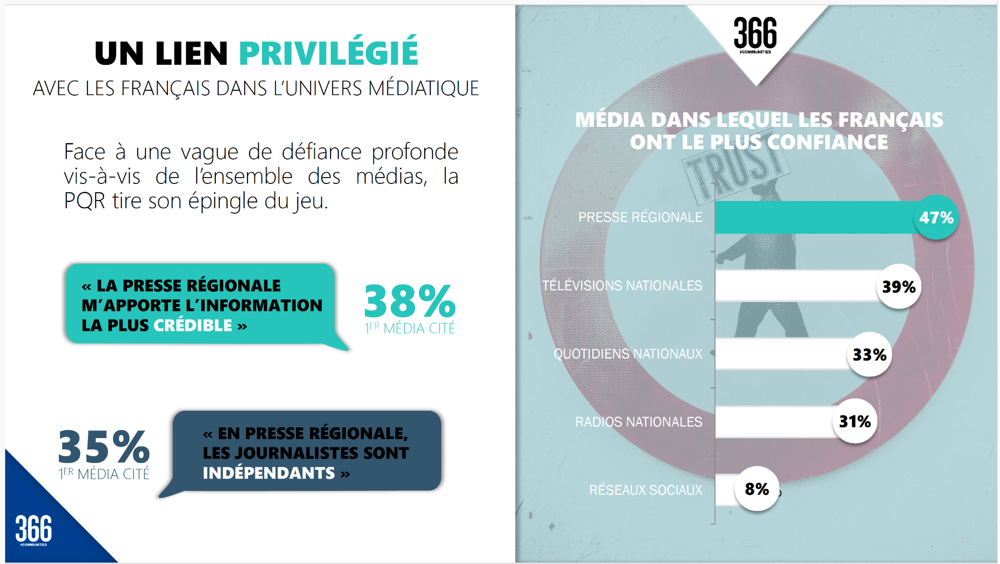 UN LIEN PRIVILÉGIÉ
AVEC LES FRANÇAIS DANS L’UNIVERS MÉDIATIQUE
Face à une vague de défiance profonde
vis-à-vis de l’ensemble des médias, la
PQR tire son épingle du jeu.
« LA PRESSE RÉGIONALE
M’APPORTE L’INFORMATION
LA PLUS CRÉDIBLE »
38%
1ER MÉDIA CITÉ
35%
1ER MÉDIA CITÉ
« EN PRESSE RÉGIONALE,
LES JOURNALISTES SONT
INDÉPENDANTS »
366
#COMMUNITIES
366
#COMMUNITIES
MÉDIA DANS LEQUEL LES FRANÇAIS
ONT LE PLUS CONFIANCE
TRUST
PRESSE RÉGIONALE 47%
TÉLÉVISIONS NATIONALES 39%
QUOTIDIENS NATIONAUX 33%
RADIOS NATIONALES 31%
RÉSEAUX SOCIAUX 8%
12